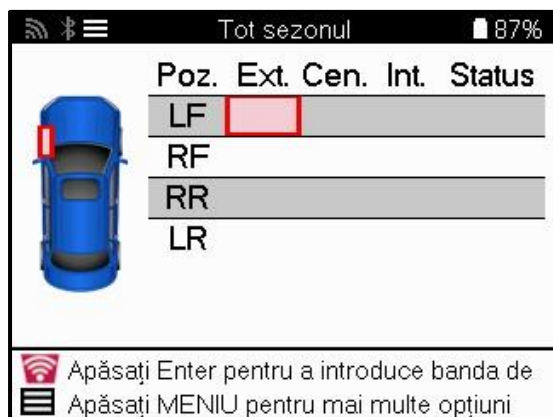 Tot sezonul 87%
Poz. Ext. Cen. Int. Status
LF
RF
RR
LR
Apăsați Enter pentru a introduce banda de
Apăsați MENIU pentru mai multe opțiuni